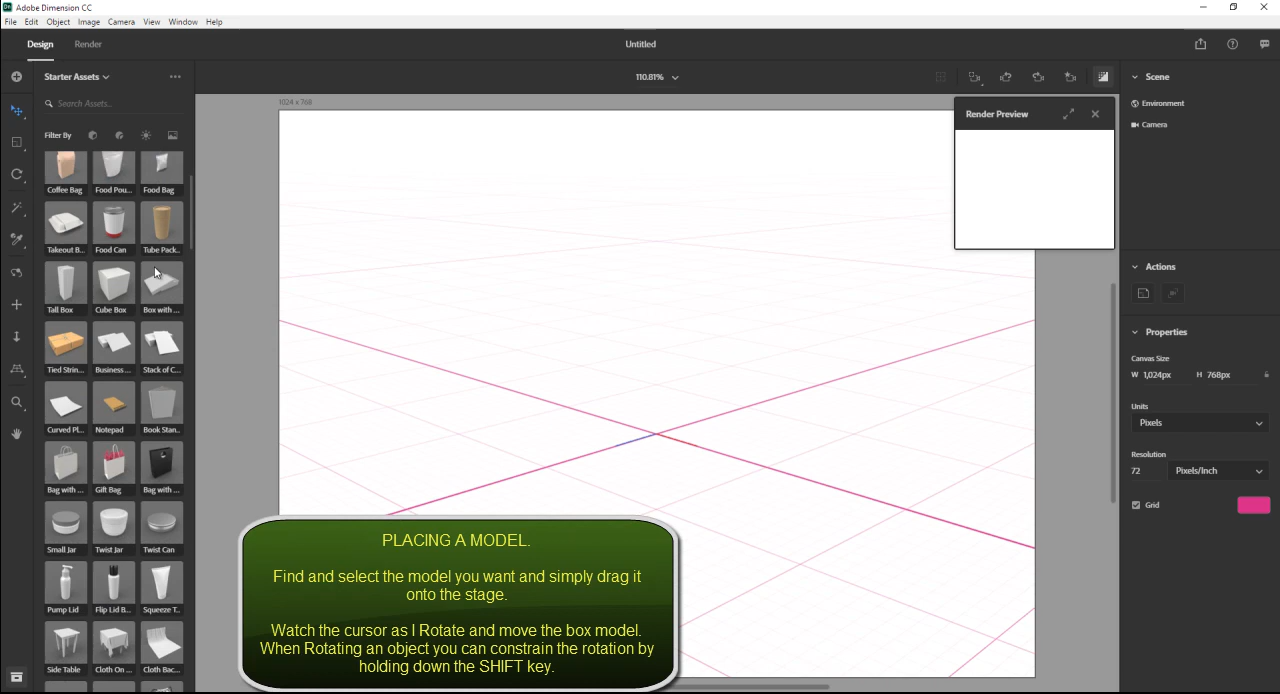 Dn Adobe Dimension CC
File Edit Object Image Camera View Window Help
Design Render Untitled
Starter Assets 110.81% Scene
Search Assets...
1024 x 768
Render Preview
Environment
Camera
Filter By
Coffee Bag Food Pou... Food Bag
Takeout B... Food Can Tube Pack...
Actions
Tall Box Cube Box Box with ...
Properties
Tied Strin... Business... Stack of C...
Canvas Size
W 1,024px H 768px
Units
Pixels
Curved Pl... Notepad Book Stan...
Resolution
72 Pixels/Inch
Bag with ... Gift Bag Bag with ...
Grid
Small Jar Twist Jar Twist Can
Pump Lid Flip Lid B... Squeeze T...
Side Table Cloth On ... Cloth Bac...
PLACING A MODEL.
Find and select the model you want and simply drag it
onto the stage.
Watch the cursor as I Rotate and move the box model.
When Rotating an object you can constrain the rotation by
holding down the SHIFT key.